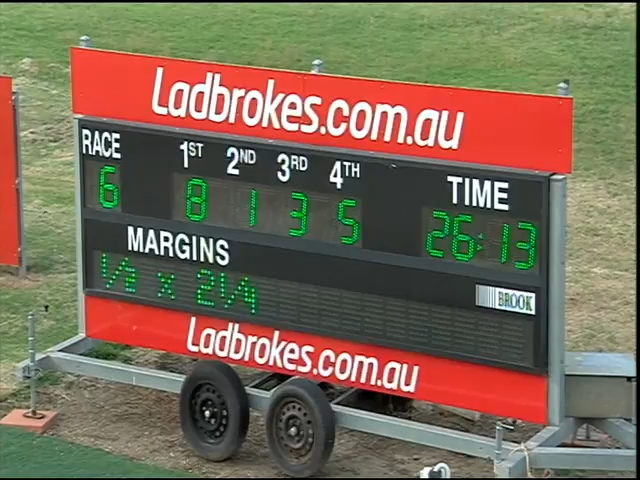 Ladbrokes.com.au
RACE 1ST 2ND 3RD 4TH TIME
6 8 1 3 5 26:13
MARGINS
1/2 x 2 1/4
BROOK
Ladbrokes.com.au